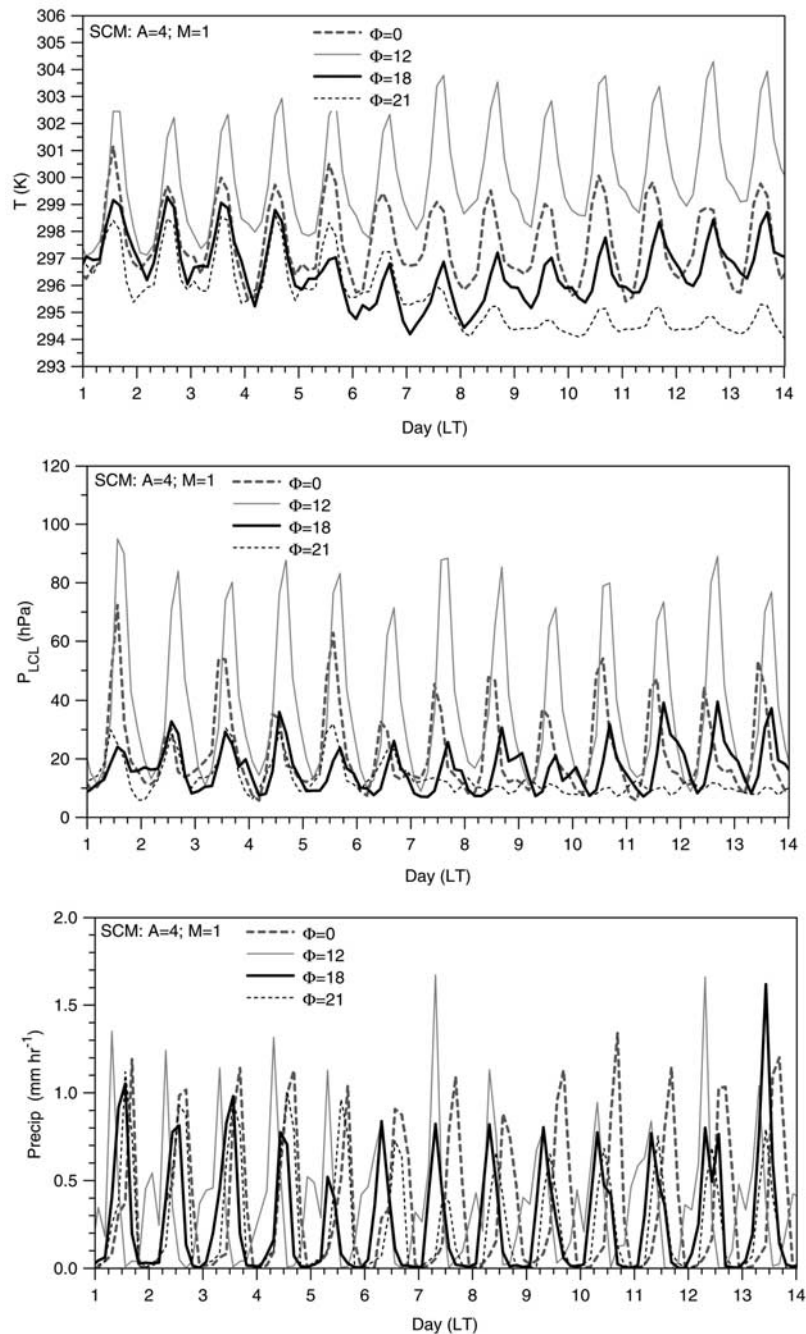 306
305
304
303
302
301
300
299
298
297
296
295
294
293
T (K)
SCM: A=4; M=1
Φ=0
Φ=12
Φ=18
Φ=21
1 2 3 4 5 6 7 8 9 10 11 12 13 14
Day (LT)
120
100
80
60
40
20
0
P_LCL (hPa)
SCM: A=4; M=1
Φ=0
Φ=12
Φ=18
Φ=21
1 2 3 4 5 6 7 8 9 10 11 12 13 14
Day (LT)
2.0
1.5
1.0
0.5
0.0
Precip (mm hr⁻¹)
SCM: A=4; M=1
Φ=0
Φ=12
Φ=18
Φ=21
1 2 3 4 5 6 7 8 9 10 11 12 13 14
Day (LT)